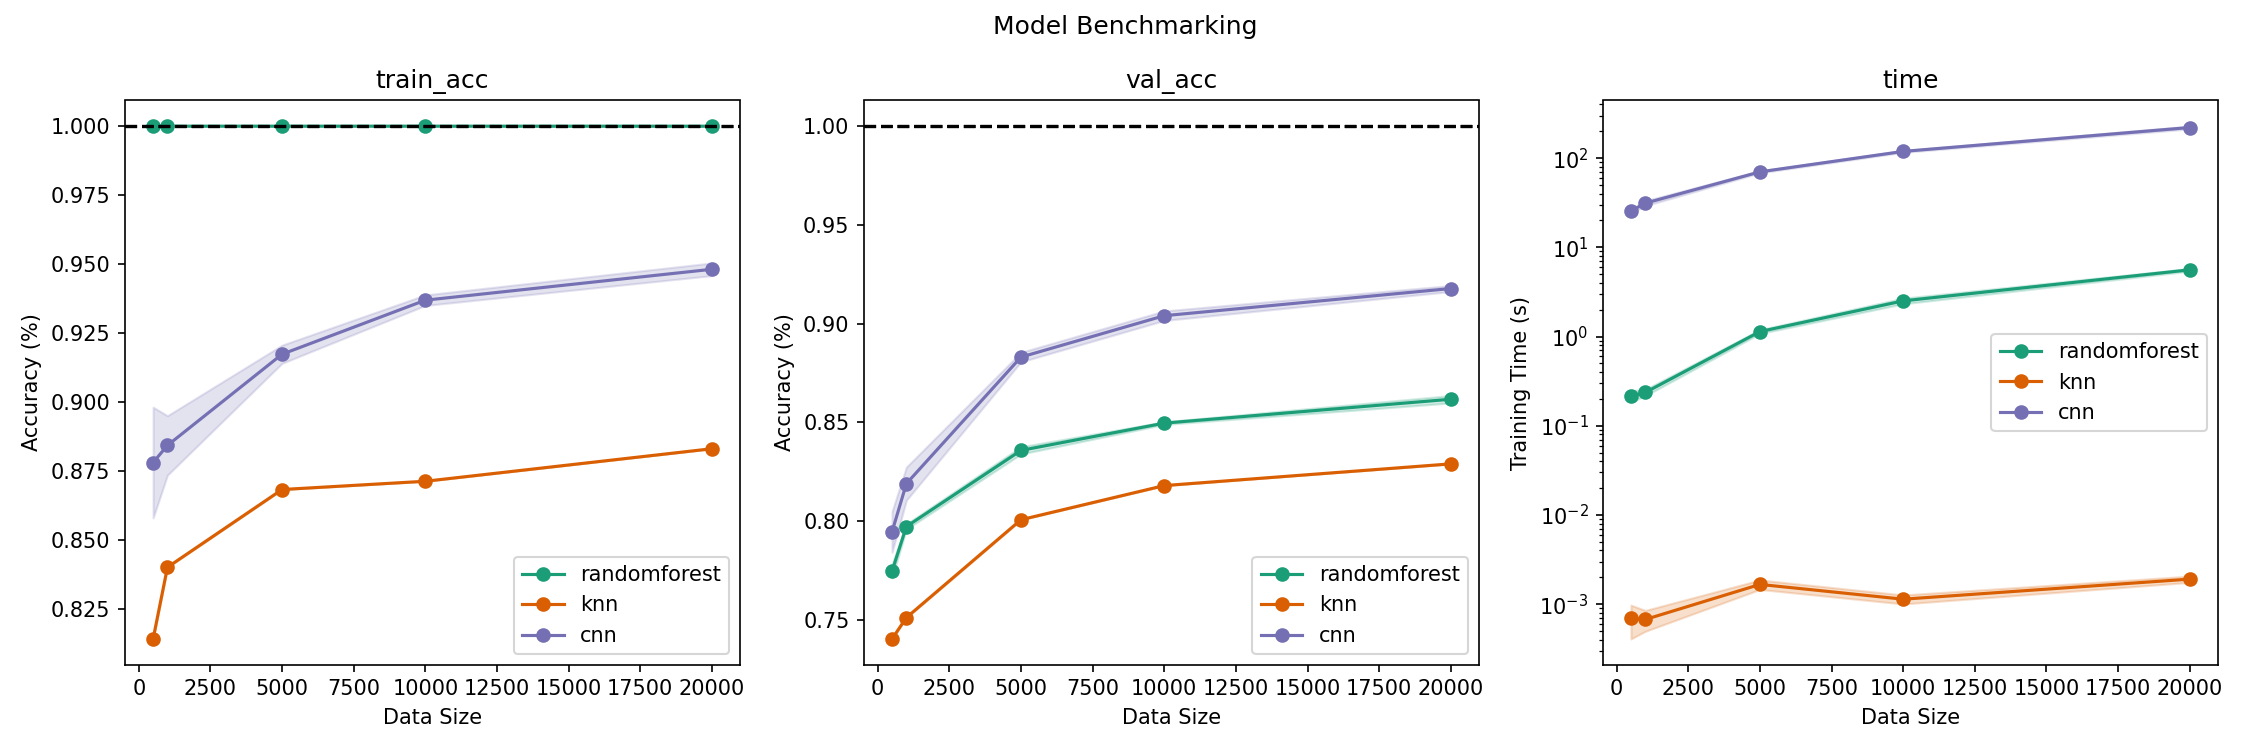 Model Benchmarking
train_acc
Accuracy (%)
1.000
0.975
0.950
0.925
0.900
0.875
0.850
0.825
0 2500 5000 7500 10000 12500 15000 17500 20000
Data Size
randomforest
knn
cnn
val_acc
Accuracy (%)
1.00
0.95
0.90
0.85
0.80
0.75
0 2500 5000 7500 10000 12500 15000 17500 20000
Data Size
randomforest
knn
cnn
time
Training Time (s)
10²
10¹
10⁰
10⁻¹
10⁻²
10⁻³
0 2500 5000 7500 10000 12500 15000 17500 20000
Data Size
randomforest
knn
cnn